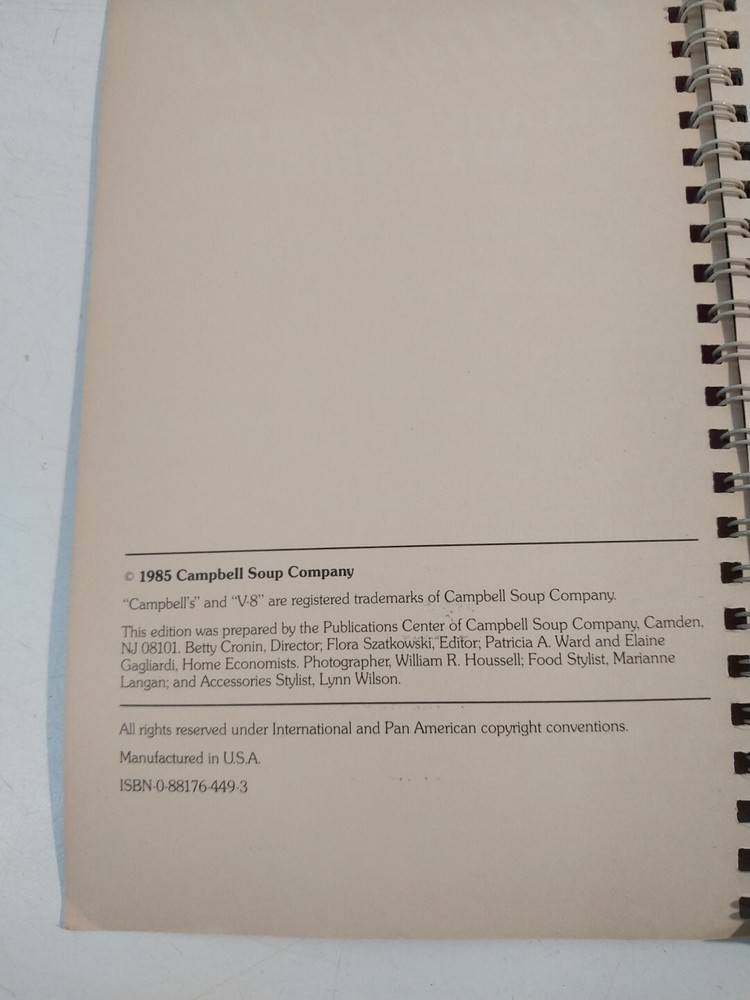 © 1985 Campbell Soup Company
"Campbell's" and "V-8" are registered trademarks of Campbell Soup Company.
This edition was prepared by the Publications Center of Campbell Soup Company, Camden,
NJ 08101. Betty Cronin, Director; Flora Szatkowski, Editor; Patricia A. Ward and Elaine
Gagliardi, Home Economists. Photographer, William R. Houssell; Food Stylist, Marianne
Langan; and Accessories Stylist, Lynn Wilson.
All rights reserved under International and Pan American copyright conventions.
Manufactured in U.S.A.
ISBN-0-88176-449-3